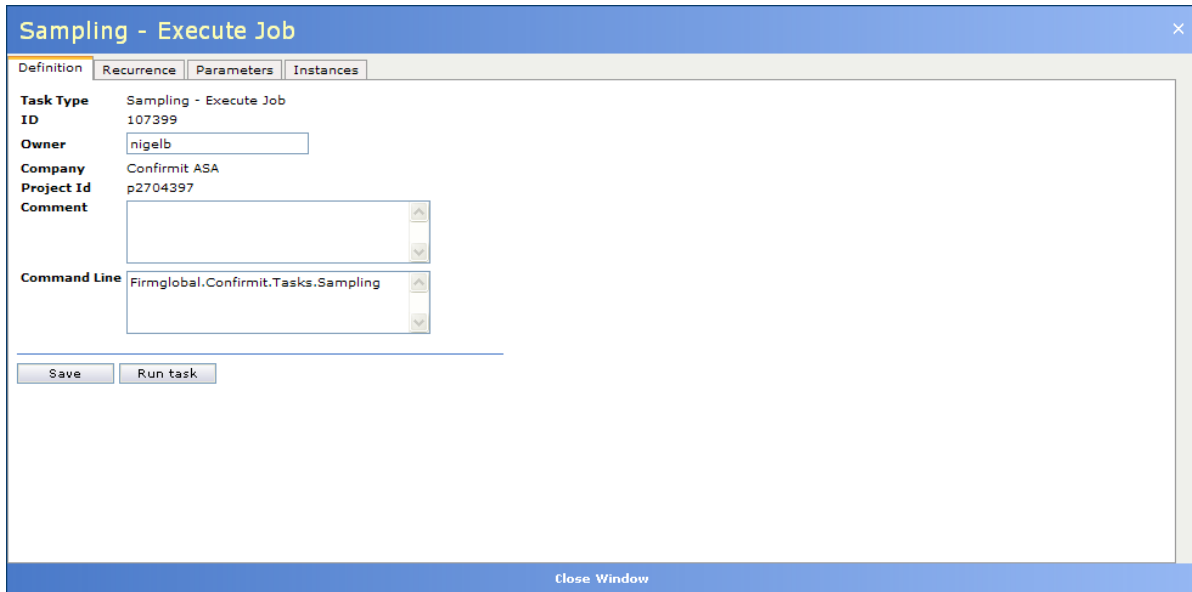 Sampling - Execute Job
Definition Recurrence Parameters Instances
Task Type Sampling - Execute Job
ID 107399
Owner nigelb
Company Confirmit ASA
Project Id p2704397
Comment
Command Line Firmglobal.Confirmit.Tasks.Sampling
Save Run task
Close Window